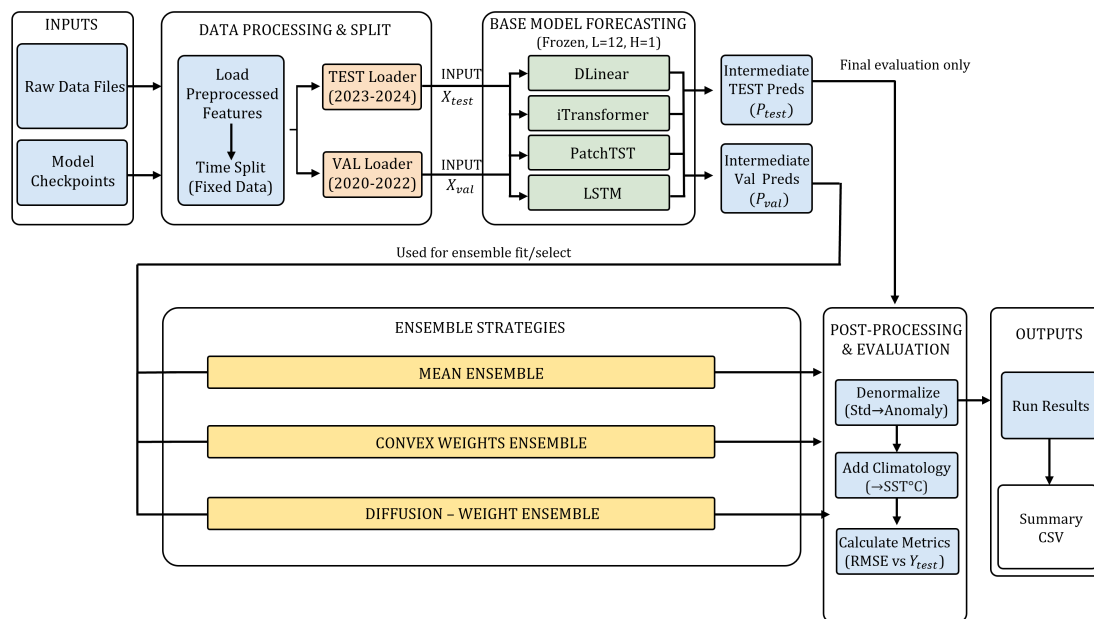 INPUTS
Raw Data Files
Model
Checkpoints
DATA PROCESSING & SPLIT
Load
Preprocessed
Features
Time Split
(Fixed Data)
TEST Loader
(2023-2024)
VAL Loader
(2020-2022)
INPUT
X_test
INPUT
X_val
BASE MODEL FORECASTING
(Frozen, L=12, H=1)
DLinear
iTransformer
PatchTST
LSTM
Intermediate
TEST Preds
(P_test)
Intermediate
Val Preds
(P_val)
Final evaluation only
Used for ensemble fit/select
ENSEMBLE STRATEGIES
MEAN ENSEMBLE
CONVEX WEIGHTS ENSEMBLE
DIFFUSION – WEIGHT ENSEMBLE
POST-PROCESSING
& EVALUATION
Denormalize
(Std→Anomaly)
Add Climatology
(→SST°C)
Calculate Metrics
(RMSE vs Y_test)
OUTPUTS
Run Results
Summary
CSV